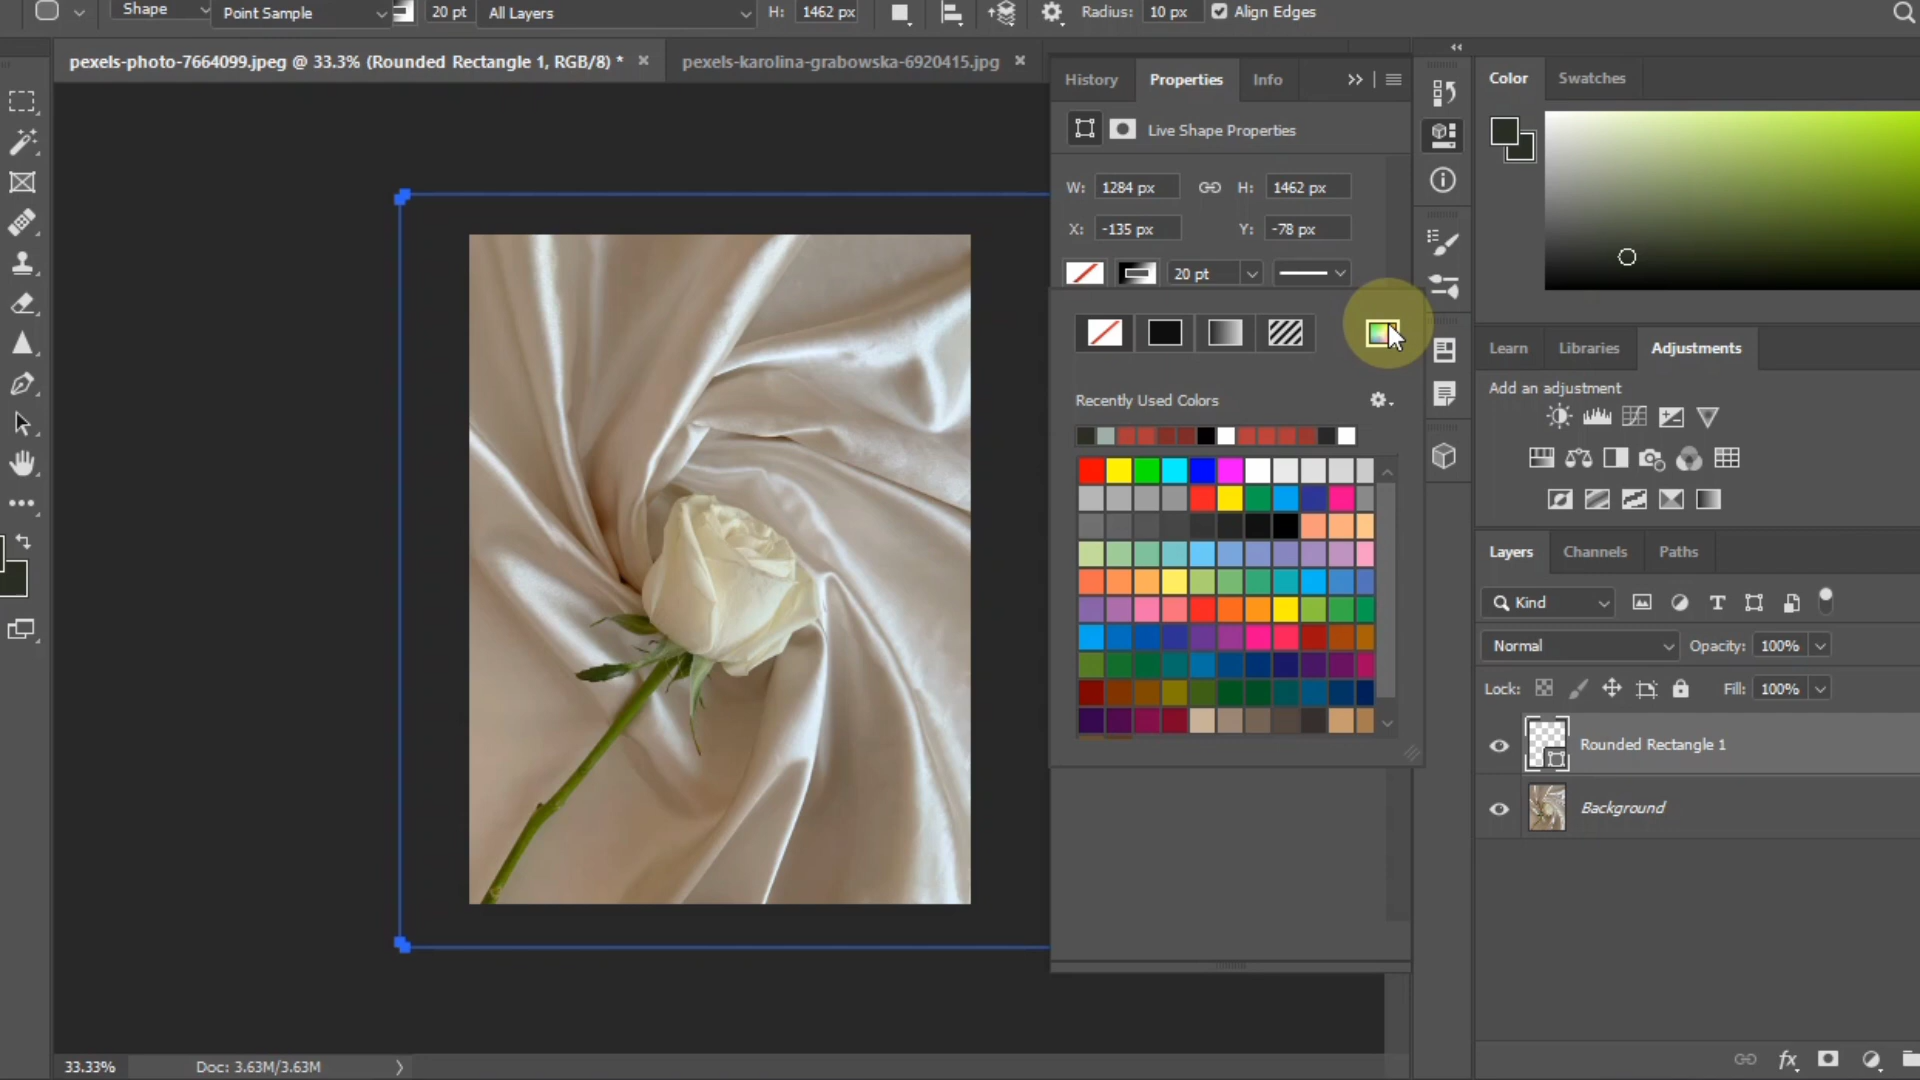 Shape
Point Sample
20 pt
All Layers
H: 1462 px
Radius: 10 px
Align Edges
pexels-photo-7664099.jpeg @ 33.3% (Rounded Rectangle 1, RGB/8) *
pexels-karolina-grabowska-6920415.jpg
History
Properties
Info
Live Shape Properties
W: 1284 px
H: 1462 px
X: -135 px
Y: -78 px
20 pt
Recently Used Colors
Color
Swatches
Learn
Libraries
Adjustments
Add an adjustment
Layers
Channels
Paths
Kind
Normal
Opacity: 100%
Lock:
Fill: 100%
Rounded Rectangle 1
Background
fx
33.33%
Doc: 3.63M/3.63M